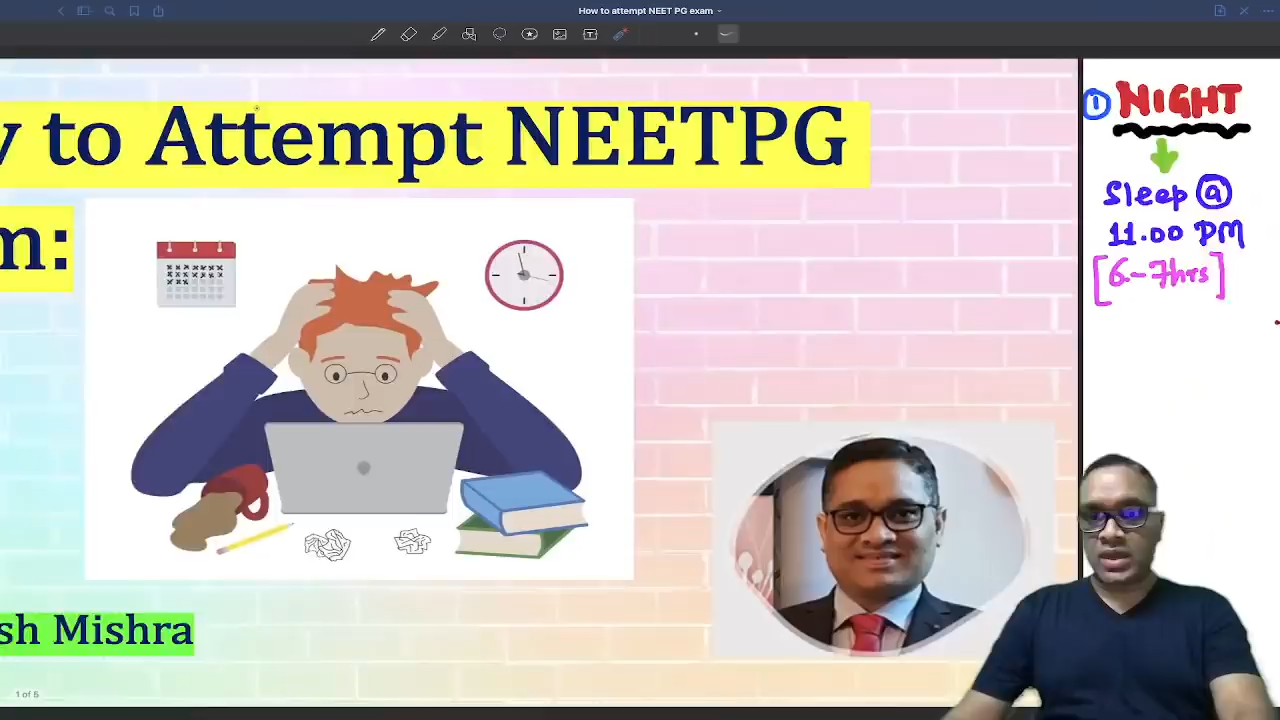 How to attempt NEET PG exam
y to Attempt NEETPG
m:
sh Mishra
1 of 5
① NIGHT
Sleep @
11.00 PM
[6-7hrs]